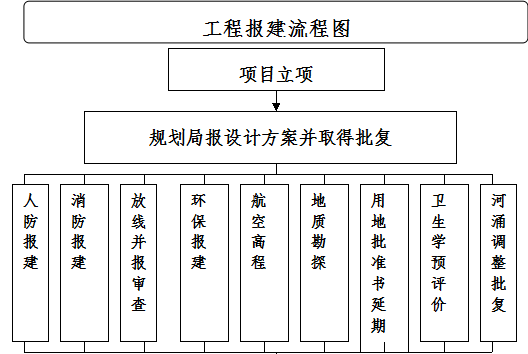 工程报建流程图
项目立项
规划局报设计方案并取得批复
人防报建
消防报建
放线并报审查
环保报建
航空高程
地质勘探
用地批准书延期
卫生学预评价
河涌调整批复